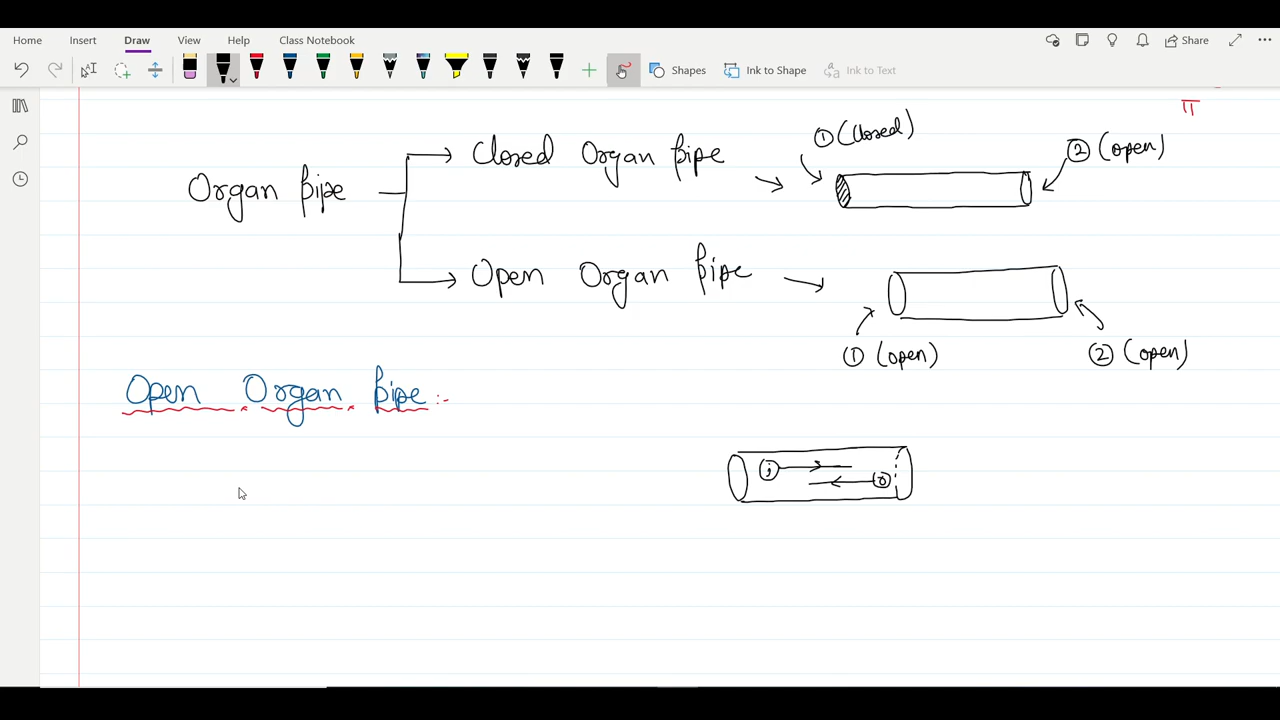 Home Insert Draw View Help Class Notebook Share
Shapes Ink to Shape Ink to Text
π
① (Closed)
Closed Organ pipe
② (open)
Organ pipe
Open Organ pipe
① (open)
② (open)
Open Organ pipe :-
i
r